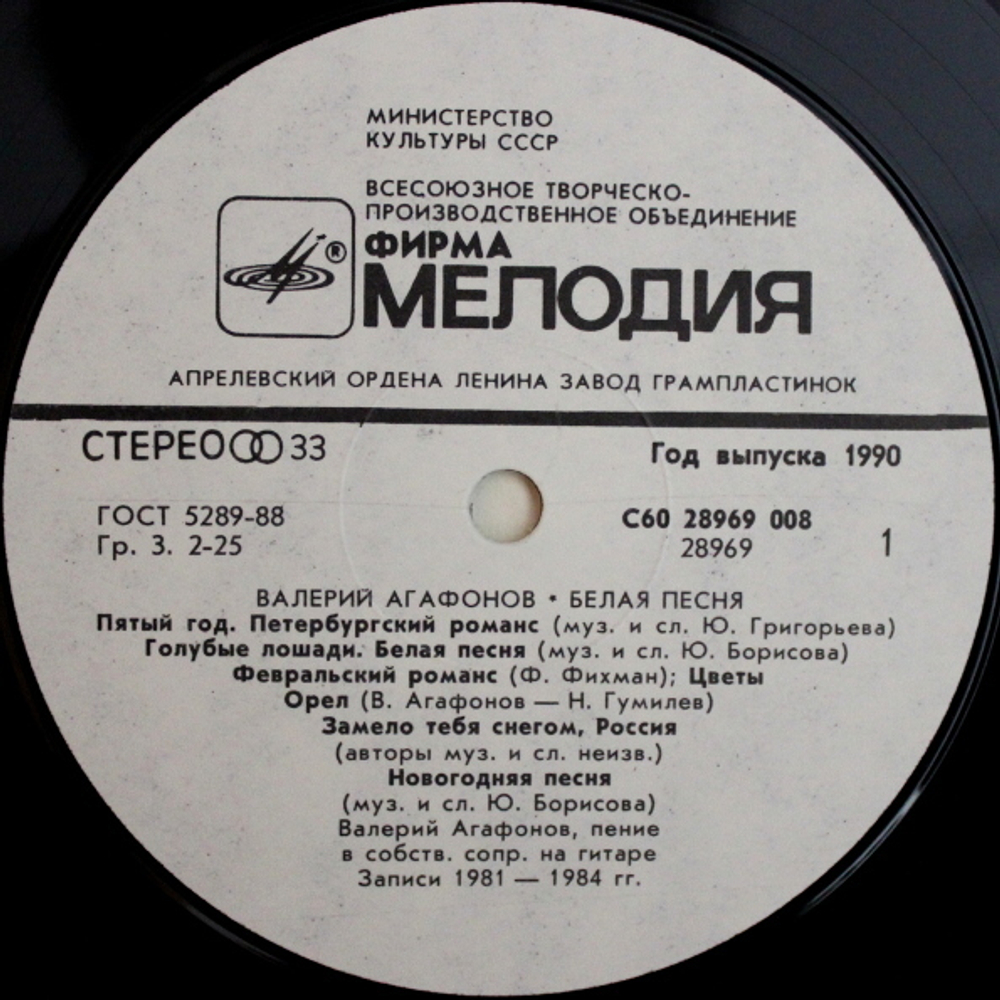 МИНИСТЕРСТВО
КУЛЬТУРЫ СССР
ВСЕСОЮЗНОЕ ТВОРЧЕСКО-
ПРОИЗВОДСТВЕННОЕ ОБЪЕДИНЕНИЕ
ФИРМА
МЕЛОДИЯ
®
АПРЕЛЕВСКИЙ ОРДЕНА ЛЕНИНА ЗАВОД ГРАМПЛАСТИНОК
СТЕРЕО 33
Год выпуска 1990
ГОСТ 5289-88
Гр. 3. 2-25
С60 28969 008
28969
1
ВАЛЕРИЙ АГАФОНОВ • БЕЛАЯ ПЕСНЯ
Пятый год. Петербургский романс (муз. и сл. Ю. Григорьева)
Голубые лошади. Белая песня (муз. и сл. Ю. Борисова)
Февральский романс (Ф. Фихман); Цветы
Орел (В. Агафонов — Н. Гумилев)
Замело тебя снегом, Россия
(авторы муз. и сл. неизв.)
Новогодняя песня
(муз. и сл. Ю. Борисова)
Валерий Агафонов, пение
в собств. сопр. на гитаре
Записи 1981 — 1984 гг.